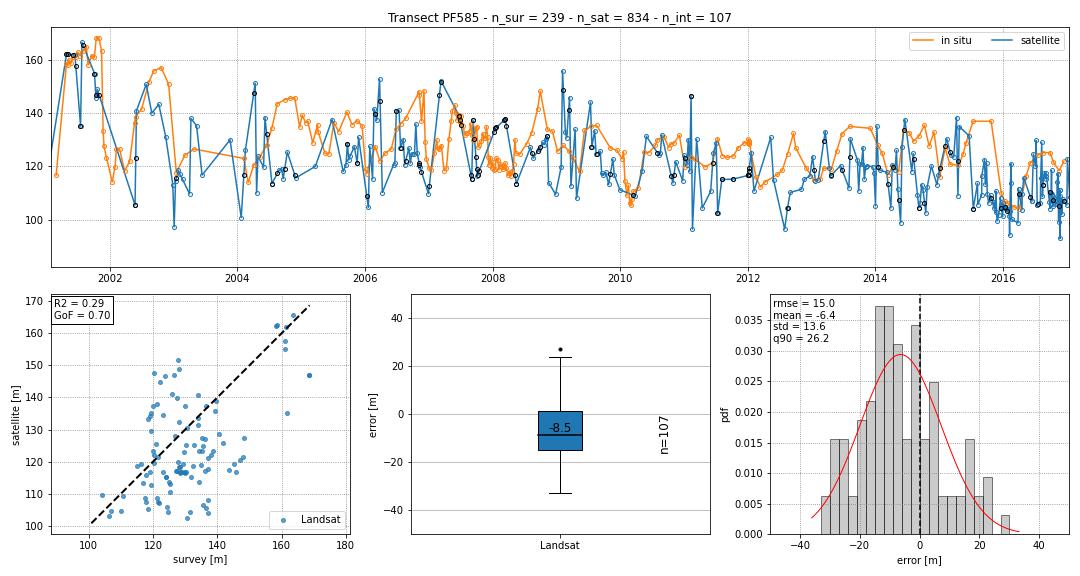 Transect PF585 - n_sur = 239 - n_sat = 834 - n_int = 107
in situ
satellite
160
140
120
100
2002
2004
2006
2008
2010
2012
2014
2016
R2 = 0.29
GoF = 0.70
170
160
150
140
130
120
110
100
satellite [m]
100
120
140
160
180
survey [m]
Landsat
40
20
0
−20
−40
error [m]
-8.5
n=107
Landsat
rmse = 15.0
mean = -6.4
std = 13.6
q90 = 26.2
0.035
0.030
0.025
0.020
0.015
0.010
0.005
0.000
pdf
−40
−20
0
20
40
error [m]